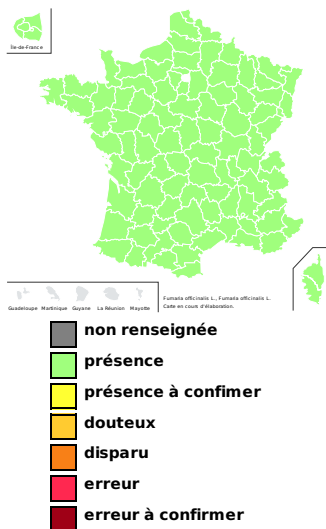 Île-de-France
Guadeloupe Martinique Guyane La Réunion Mayotte
Fumaria officinalis L., Fumaria officinalis L.
Carte en cours d'élaboration.
non renseignée
présence
présence à confimer
douteux
disparu
erreur
erreur à confirmer